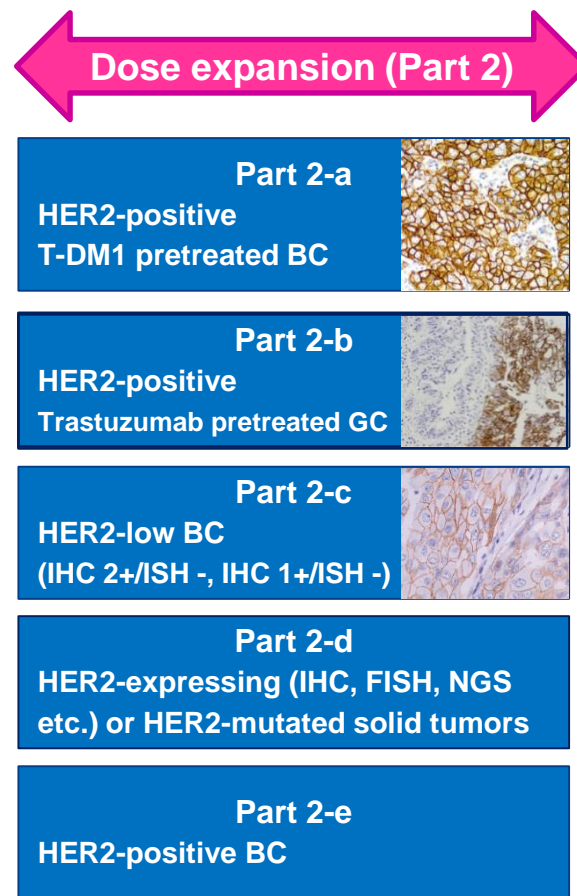 Dose expansion (Part 2)
Part 2-a
HER2-positive
T-DM1 pretreated BC
Part 2-b
HER2-positive
Trastuzumab pretreated GC
Part 2-c
HER2-low BC
(IHC 2+/ISH -, IHC 1+/ISH -)
Part 2-d
HER2-expressing (IHC, FISH, NGS
etc.) or HER2-mutated solid tumors
Part 2-e
HER2-positive BC